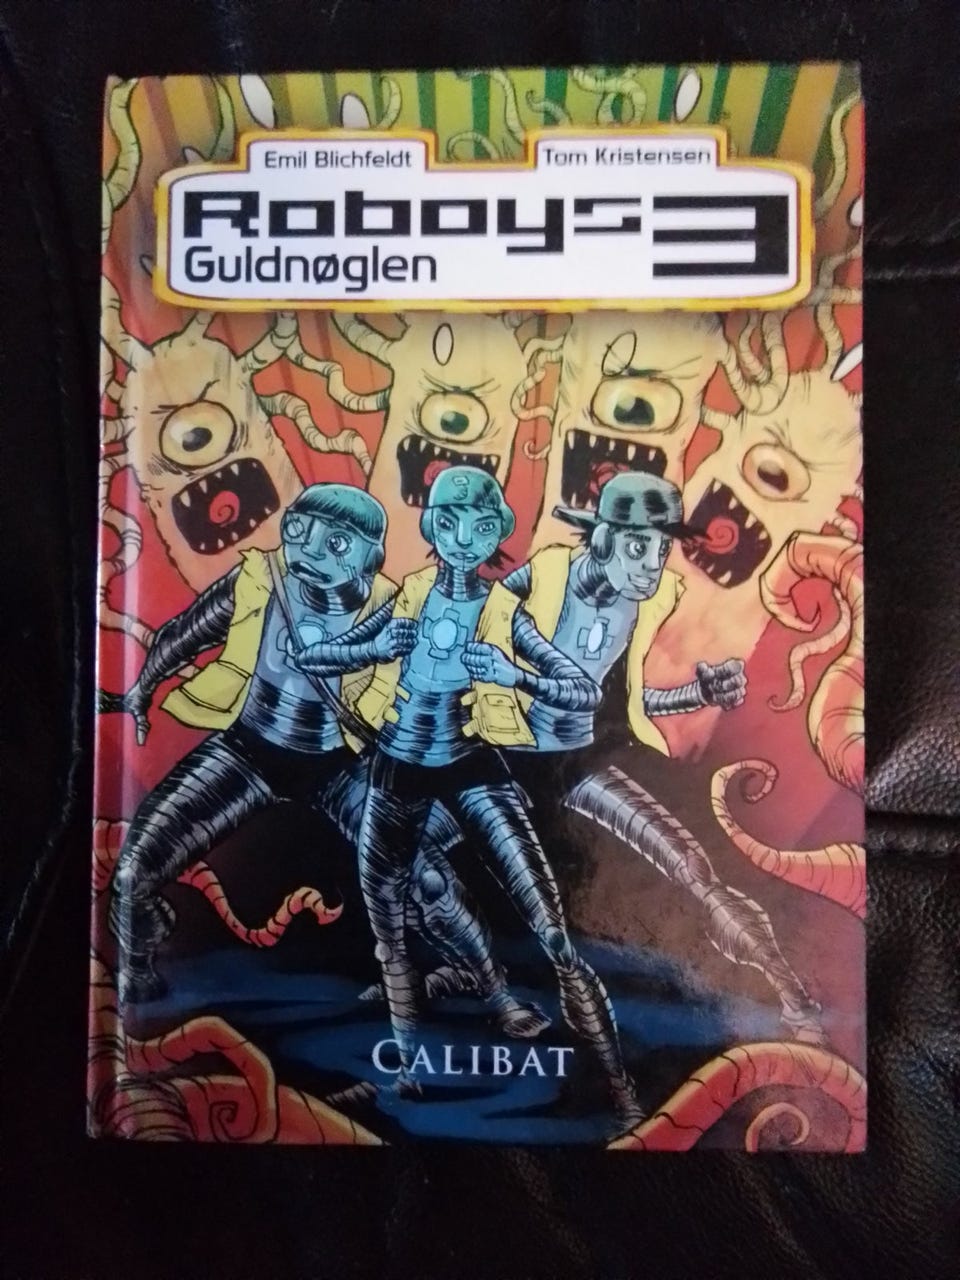 Emil Blichfeldt
Tom Kristensen
Roboys 3
Guldnøglen
CALIBAT